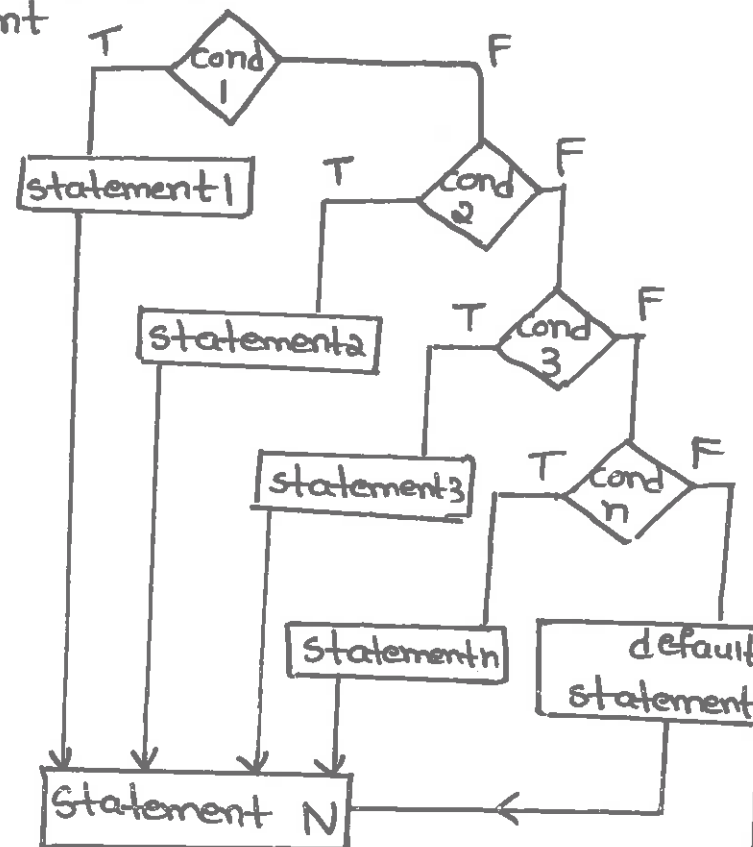 nt
T
cond
1
F
statement1
T
cond
2
F
statement2
T
cond
3
F
statement3
T
cond
n
F
statementn
default
statement
statement N